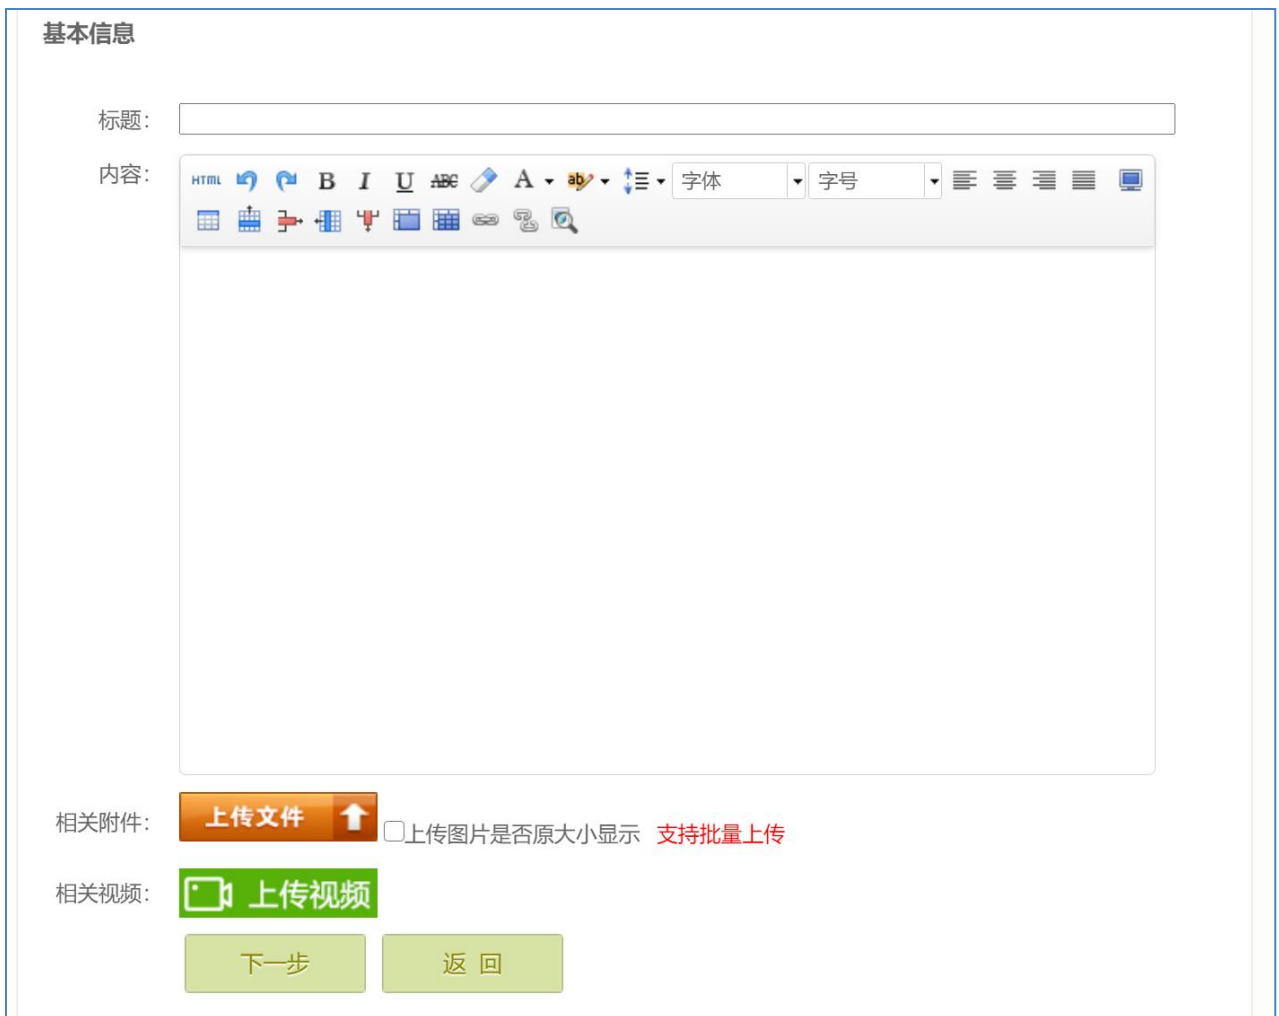 基本信息
标题：
内容：
HTML B I U ABC A ab 字体 字号
相关附件：
上传文件
上传图片是否原大小显示 支持批量上传
相关视频：
上传视频
下一步 返 回